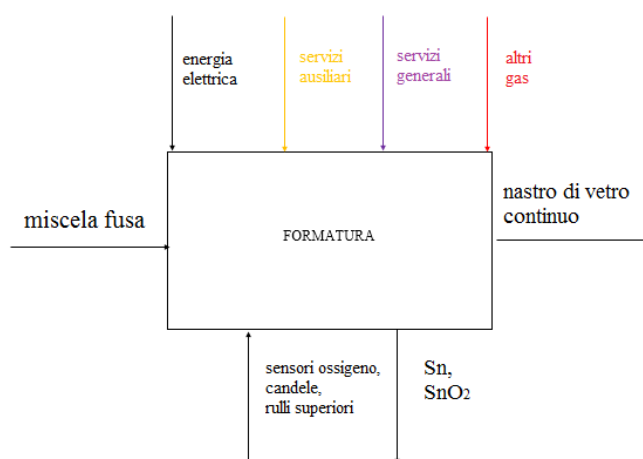 energia
elettrica
servizi
ausiliari
servizi
generali
altri
gas
miscela fusa
FORMATURA
nastro di vetro
continuo
sensori ossigeno,
candele,
rulli superiori
Sn,
SnO2